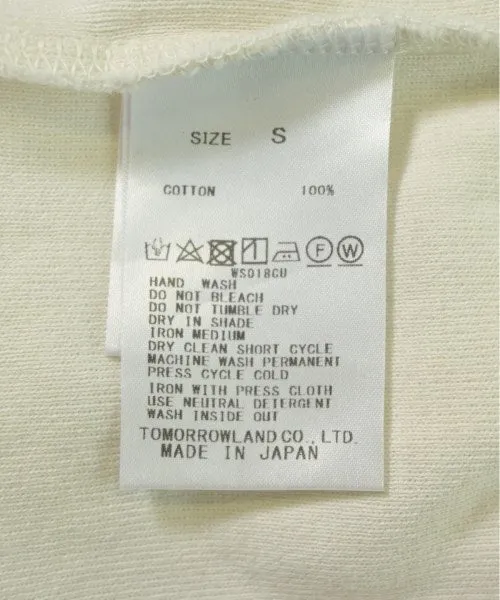 SIZE S
COTTON 100%
F W
WS018GU
HAND WASH
DO NOT BLEACH
DO NOT TUMBLE DRY
DRY IN SHADE
IRON MEDIUM
DRY CLEAN SHORT CYCLE
MACHINE WASH PERMANENT
PRESS CYCLE COLD
IRON WITH PRESS CLOTH
USE NEUTRAL DETERGENT
WASH INSIDE OUT
TOMORROWLAND CO., LTD.
MADE IN JAPAN